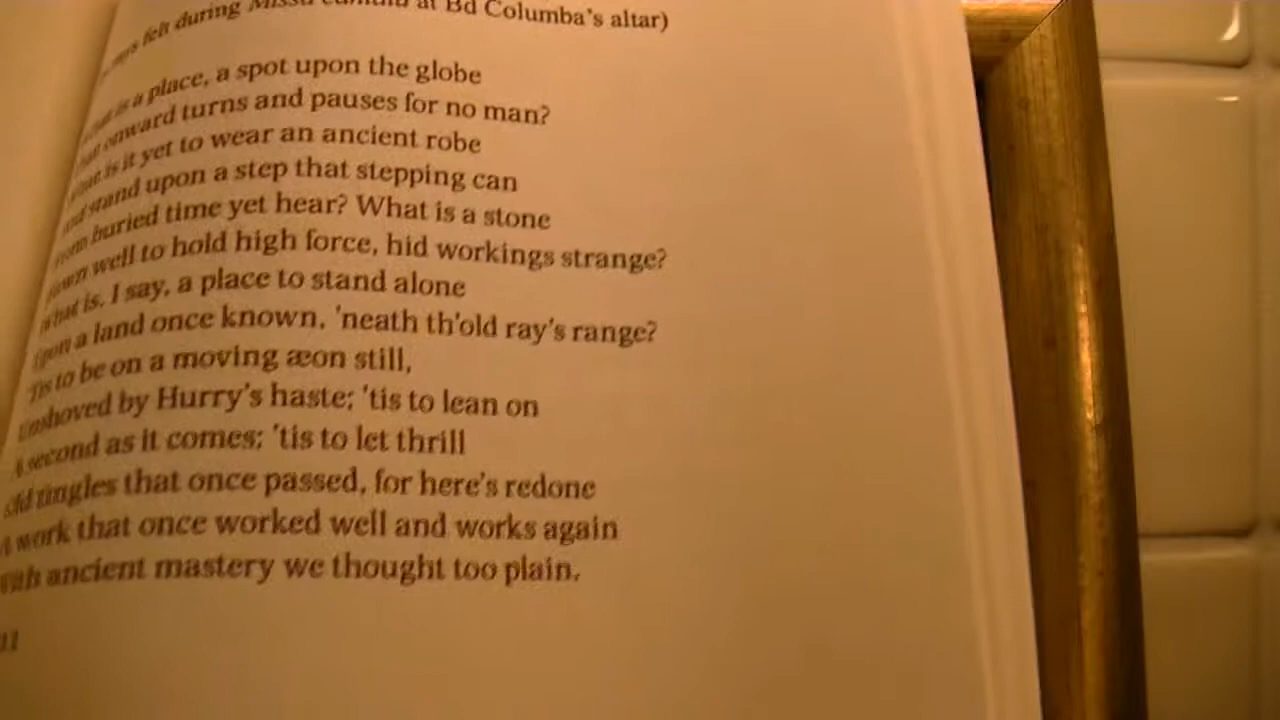 felt during Missa cantata at Bd Columba's altar)
is a place, a spot upon the globe
onward turns and pauses for no man?
is it yet to wear an ancient robe
and stand upon a step that stepping can
from buried time yet hear? What is a stone
well to hold high force, hid workings strange?
What is, I say, a place to stand alone
Upon a land once known, 'neath th'old ray's range?
'Tis to be on a moving æon still,
Unshoved by Hurry's haste; 'tis to lean on
A second as it comes; 'tis to let thrill
old tingles that once passed, for here's redone
A work that once worked well and works again
with ancient mastery we thought too plain.
11